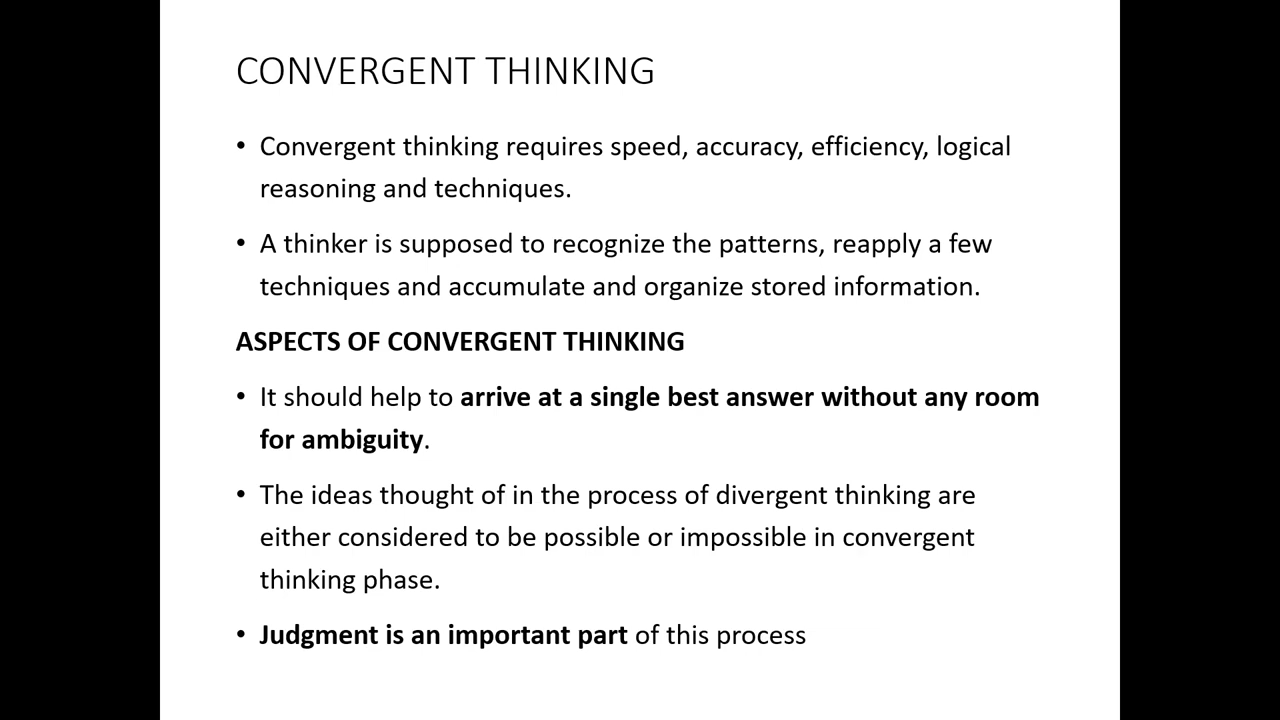 CONVERGENT THINKING
• Convergent thinking requires speed, accuracy, efficiency, logical
reasoning and techniques.
• A thinker is supposed to recognize the patterns, reapply a few
techniques and accumulate and organize stored information.
ASPECTS OF CONVERGENT THINKING
• It should help to arrive at a single best answer without any room
for ambiguity.
• The ideas thought of in the process of divergent thinking are
either considered to be possible or impossible in convergent
thinking phase.
• Judgment is an important part of this process